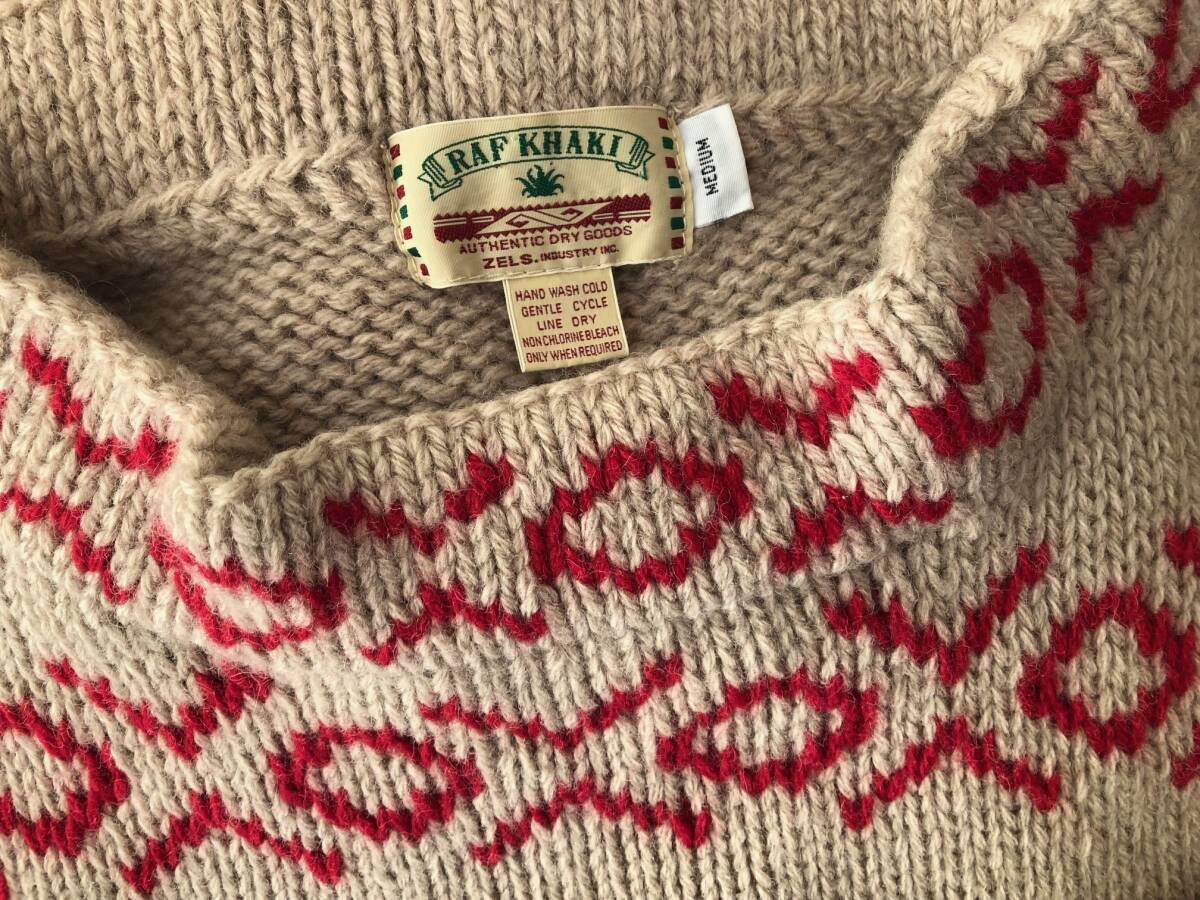 RAF KHAKI
AUTHENTIC DRY GOODS
ZELS. INDUSTRY INC.
MEDIUM
HAND WASH COLD
GENTLE CYCLE
LINE DRY
NON CHLORINE BLEACH
ONLY WHEN REQUIRED